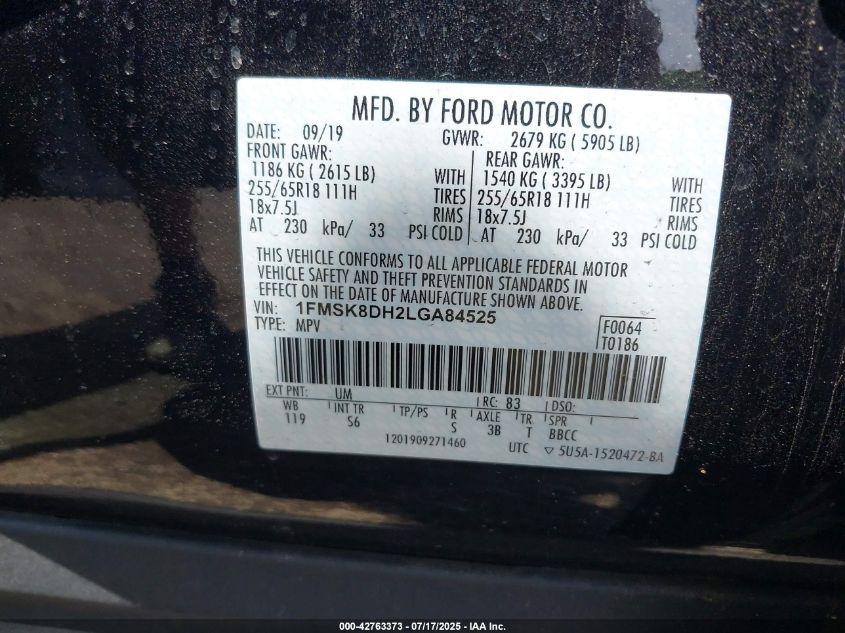 MFD. BY FORD MOTOR CO.
DATE: 09/19 GVWR: 2679 KG ( 5905 LB)
FRONT GAWR: REAR GAWR:
1186 KG ( 2615 LB) WITH 1540 KG ( 3395 LB) WITH
255/65R18 111H TIRES 255/65R18 111H TIRES
18x7.5J RIMS 18x7.5J RIMS
AT 230 kPa/ 33 PSI COLD AT 230 kPa/ 33 PSI COLD
THIS VEHICLE CONFORMS TO ALL APPLICABLE FEDERAL MOTOR
VEHICLE SAFETY AND THEFT PREVENTION STANDARDS IN
EFFECT ON THE DATE OF MANUFACTURE SHOWN ABOVE.
VIN: 1FMSK8DH2LGA84525
TYPE: MPV
F0064
T0186
EXT PNT: UM RC: 83 DSO:
WB INT TR TP/PS R AXLE TR SPR
119 S6 S 3B T BBCC
1201909271460 UTC ▽ 5U5A-1520472-BA
000-42763373 - 07/17/2025 - IAA Inc.